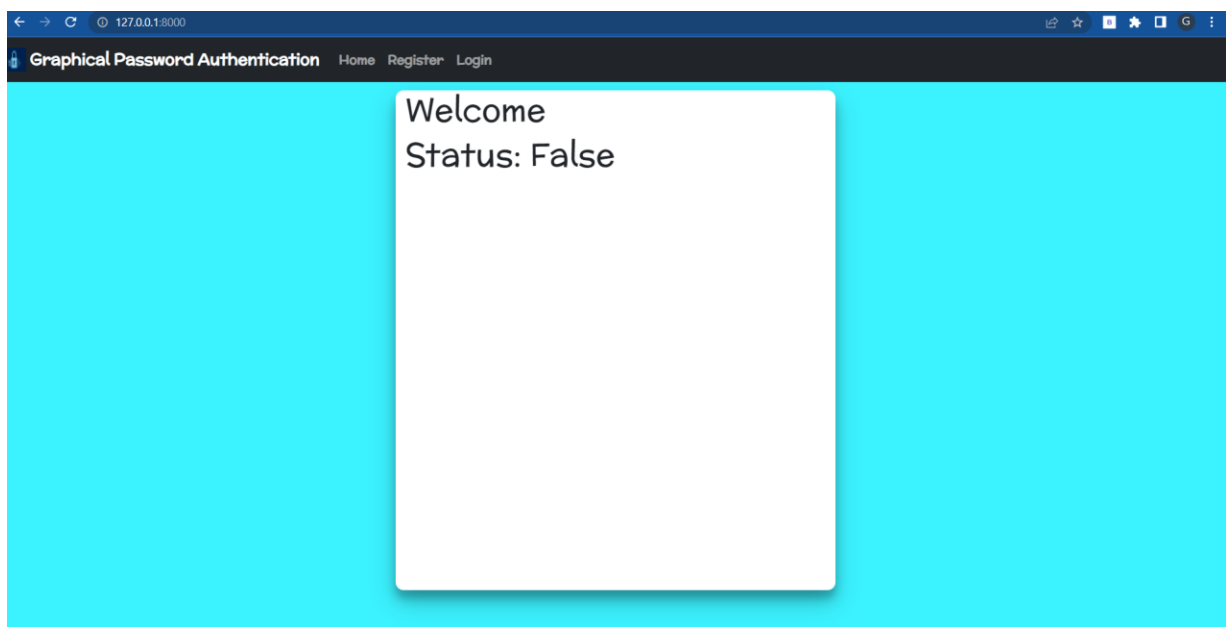 127.0.0.1:8000
G
Graphical Password Authentication Home Register Login
Welcome
Status: False